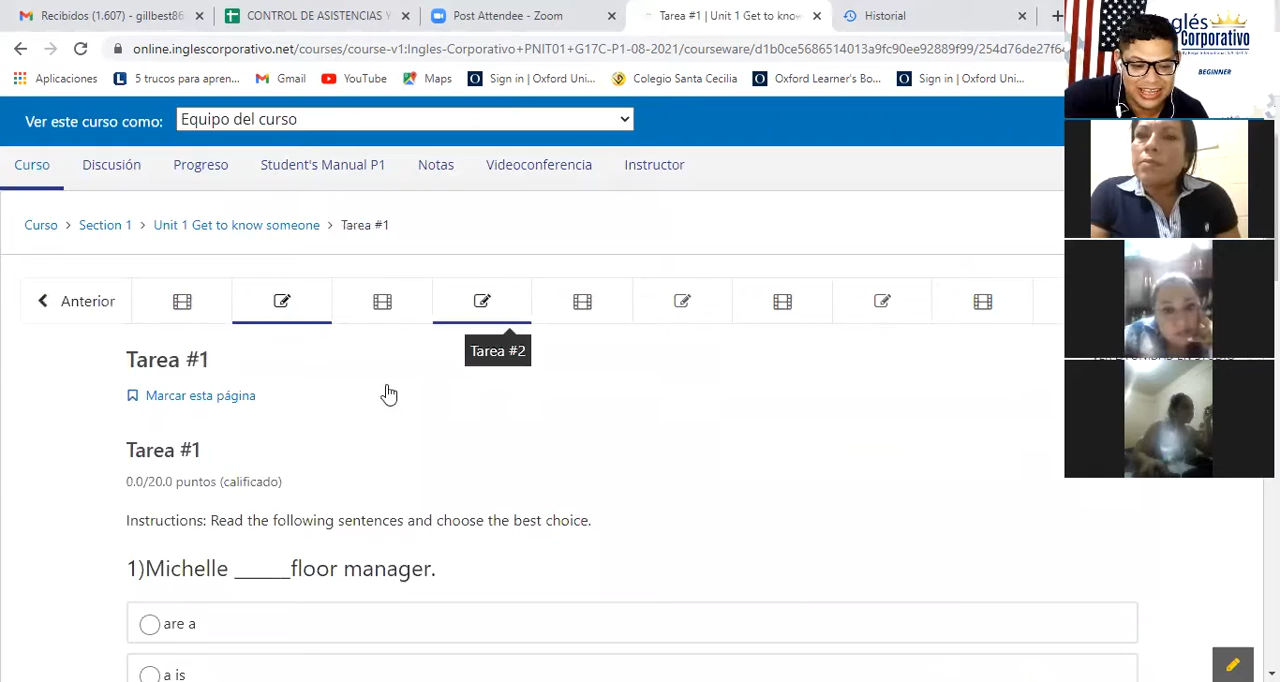 Recibidos (1.607) - gillbest86
CONTROL DE ASISTENCIAS Y
Post Attendee - Zoom
Tarea #1 | Unit 1 Get to know
Historial
online.inglescorporativo.net/courses/course-v1:Ingles-Corporativo+PNIT01+G17C-P1-08-2021/courseware/d1b0ce5686514013a9fc90ee92889f99/254d76de27f6
Aplicaciones
5 trucos para apren...
Gmail
YouTube
Maps
Sign in | Oxford Uni...
Colegio Santa Cecilia
Oxford Learner's Bo...
Sign in | Oxford Uni...
Inglés
Corporativo
BEGINNER
Ver este curso como:
Equipo del curso
Curso
Discusión
Progreso
Student's Manual P1
Notas
Videoconferencia
Instructor
Curso > Section 1 > Unit 1 Get to know someone > Tarea #1
Anterior
Tarea #2
Tarea #1
Marcar esta página
Tarea #1
0.0/20.0 puntos (calificado)
Instructions: Read the following sentences and choose the best choice.
1)Michelle _____floor manager.
are a
a is